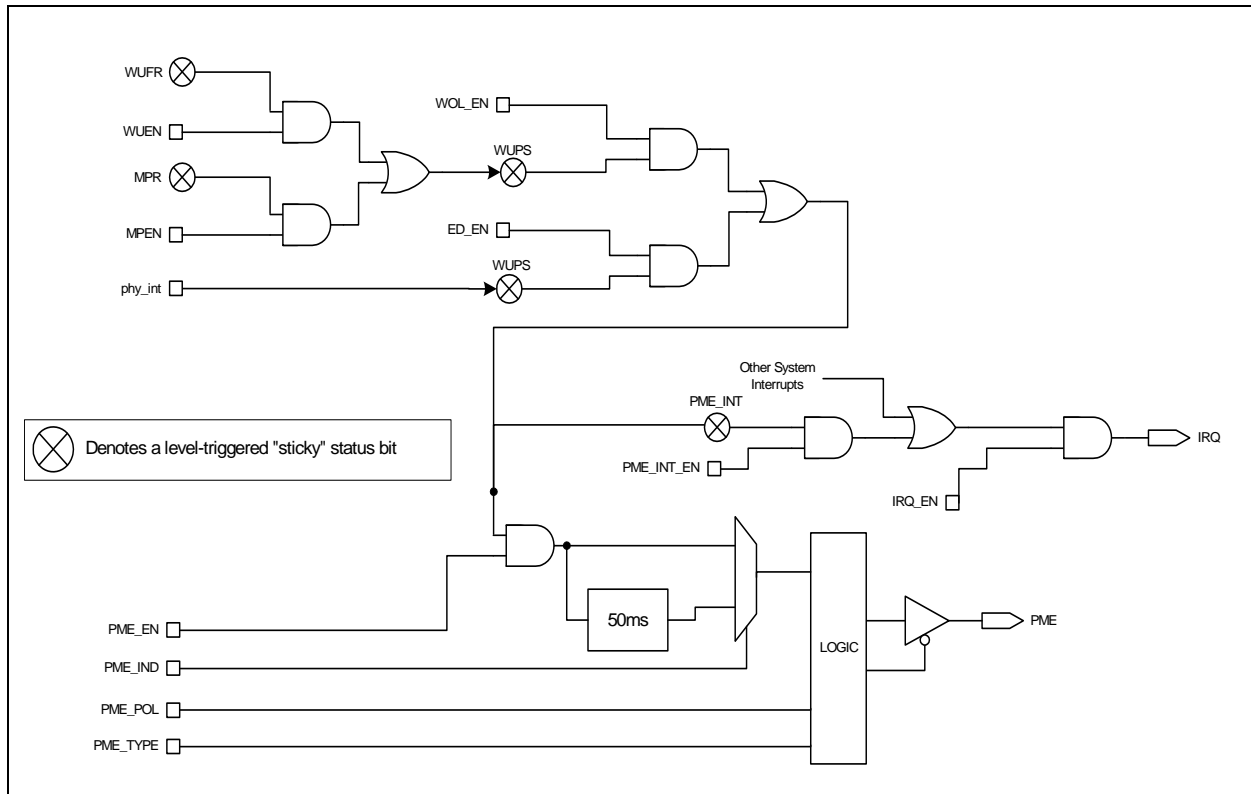 WUFR
WUEN
MPR
MPEN
phy_int
WOL_EN
WUPS
ED_EN
WUPS
Other System
Interrupts
PME_INT
PME_INT_EN
IRQ
IRQ_EN
Denotes a level-triggered "sticky" status bit
50ms
LOGIC
PME
PME_EN
PME_IND
PME_POL
PME_TYPE